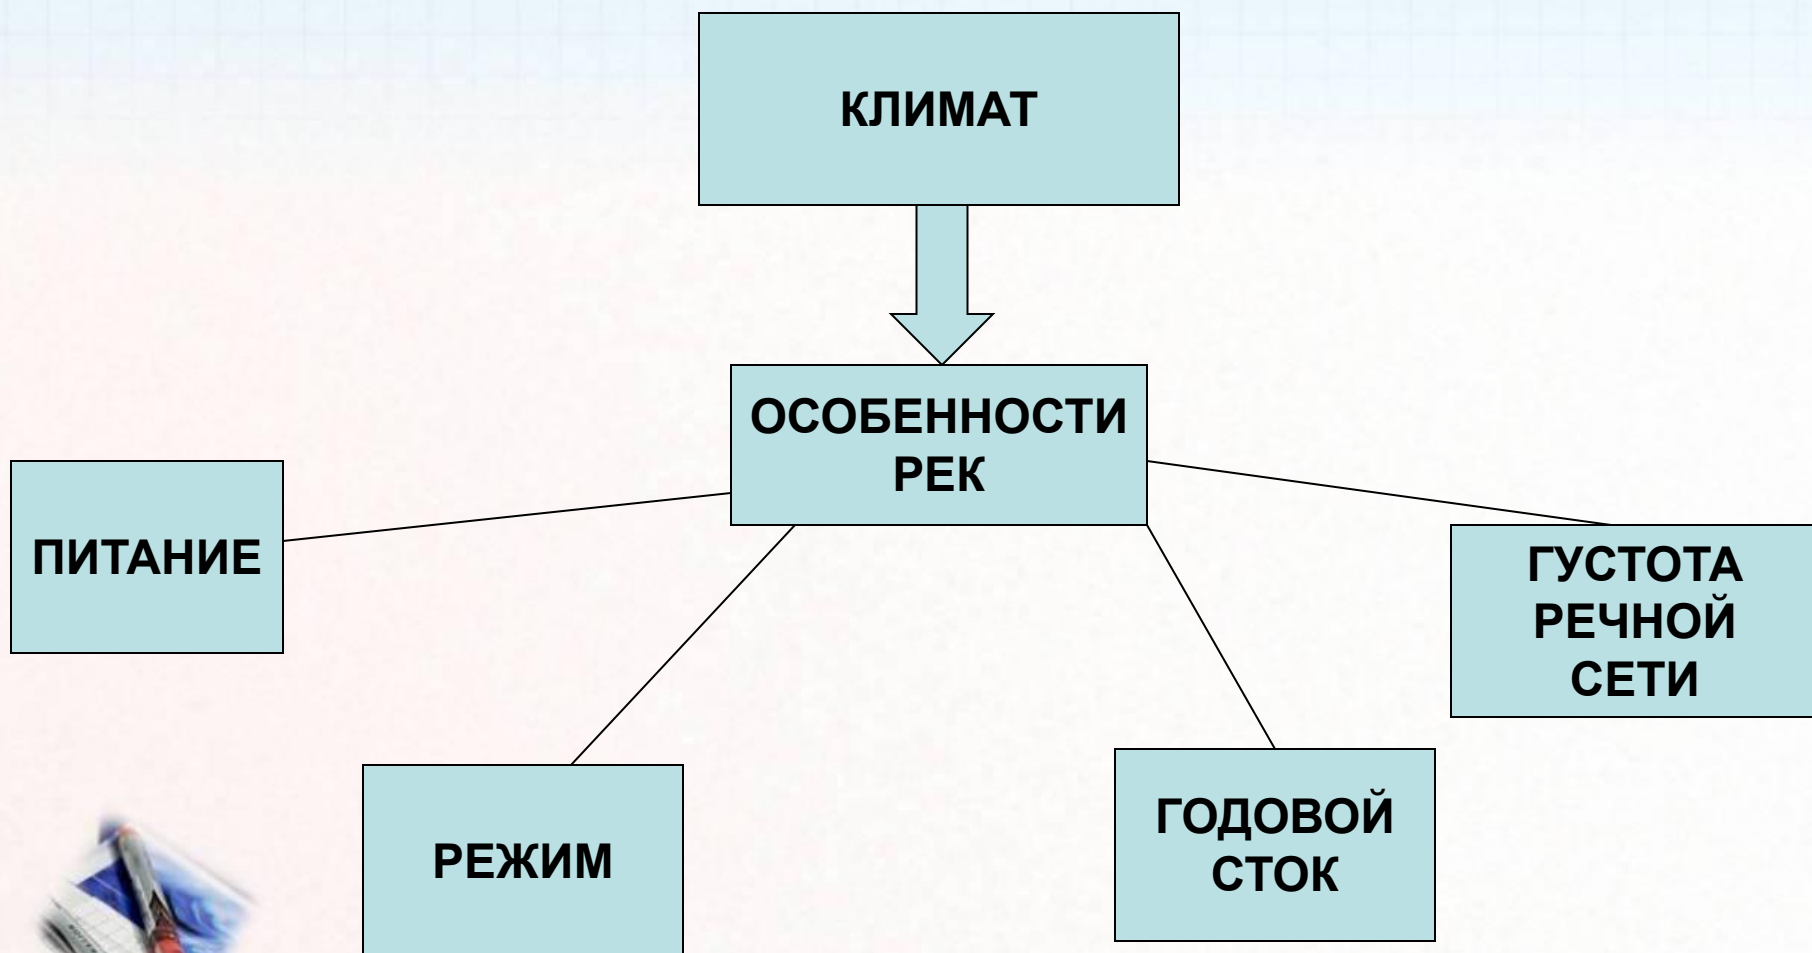 КЛИМАТ
ОСОБЕННОСТИ
РЕК
ПИТАНИЕ
ГУСТОТА
РЕЧНОЙ
СЕТИ
РЕЖИМ
ГОДОВОЙ
СТОК